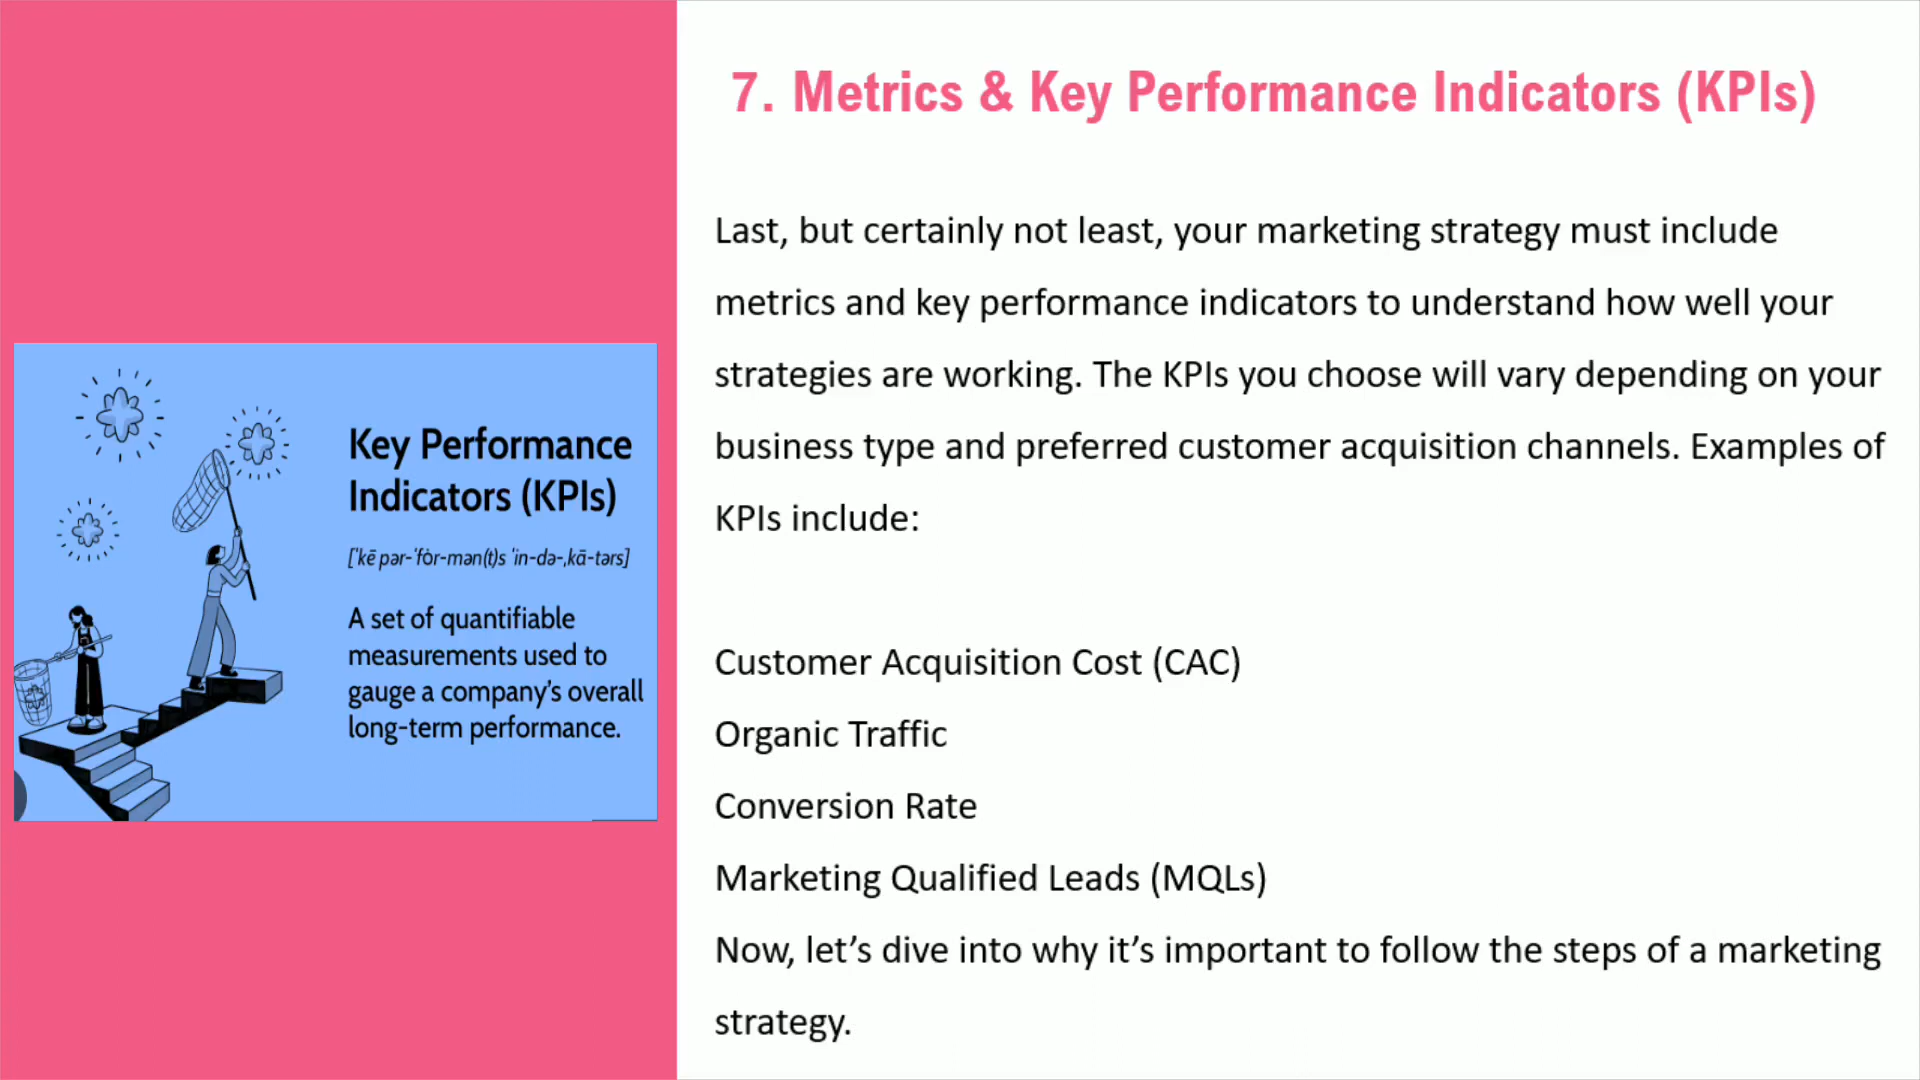 7. Metrics & Key Performance Indicators (KPIs)
Last, but certainly not least, your marketing strategy must include
metrics and key performance indicators to understand how well your
strategies are working. The KPIs you choose will vary depending on your
business type and preferred customer acquisition channels. Examples of
KPIs include:
Customer Acquisition Cost (CAC)
Organic Traffic
Conversion Rate
Marketing Qualified Leads (MQLs)
Now, let’s dive into why it’s important to follow the steps of a marketing
strategy.
Key Performance
Indicators (KPIs)
[ˈkē pər-ˈfȯr-mən(t)s ˈin-də-ˌkā-tərs]
A set of quantifiable
measurements used to
gauge a company’s overall
long-term performance.